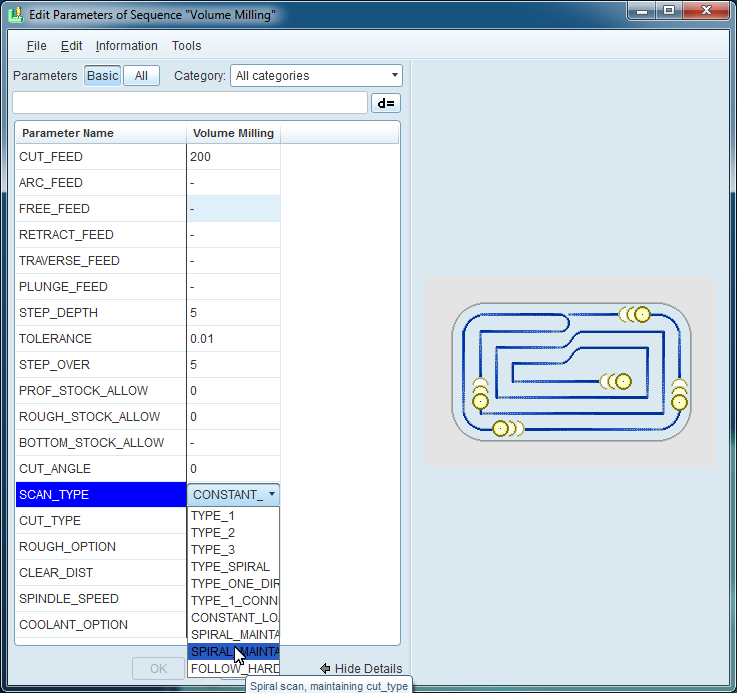 Edit Parameters of Sequence "Volume Milling"
File Edit Information Tools
Parameters Basic All Category: All categories
d=
Parameter Name Volume Milling
CUT_FEED 200
ARC_FEED -
FREE_FEED -
RETRACT_FEED -
TRAVERSE_FEED -
PLUNGE_FEED -
STEP_DEPTH 5
TOLERANCE 0.01
STEP_OVER 5
PROF_STOCK_ALLOW 0
ROUGH_STOCK_ALLOW 0
BOTTOM_STOCK_ALLOW -
CUT_ANGLE 0
SCAN_TYPE CONSTANT_
CUT_TYPE
ROUGH_OPTION
CLEAR_DIST
SPINDLE_SPEED
COOLANT_OPTION
TYPE_1
TYPE_2
TYPE_3
TYPE_SPIRAL
TYPE_ONE_DIR
TYPE_1_CONN
CONSTANT_LOA
SPIRAL_MAINTA
SPIRAL_MAINTA
FOLLOW_HARD
OK
Hide Details
Spiral scan, maintaining cut_type